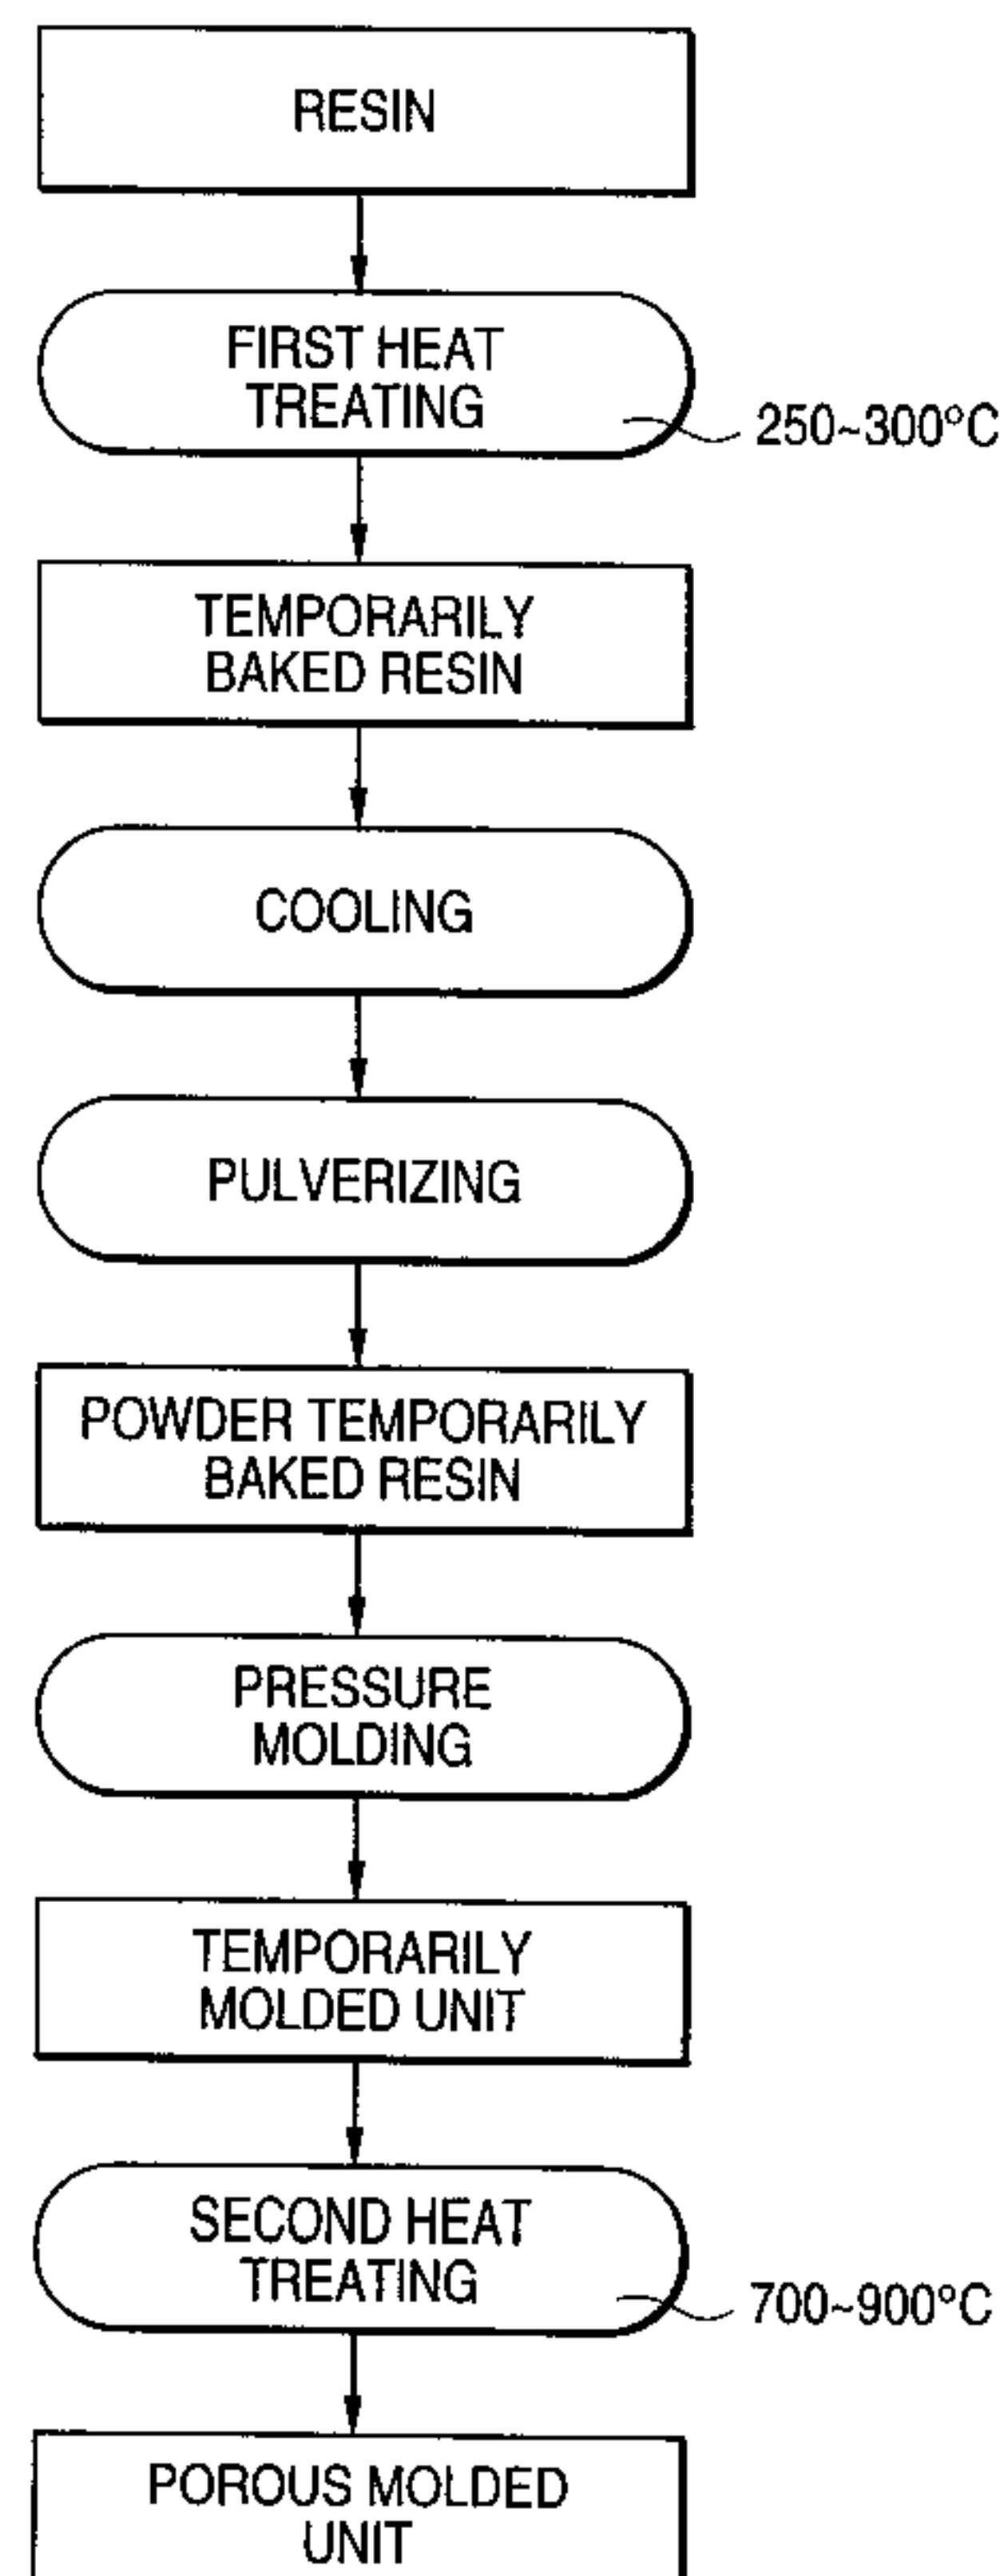 RESIN
FIRST HEAT
TREATING
250~300°C
TEMPORARILY
BAKED RESIN
COOLING
PULVERIZING
POWDER TEMPORARILY
BAKED RESIN
PRESSURE
MOLDING
TEMPORARILY
MOLDED UNIT
SECOND HEAT
TREATING
700~900°C
POROUS MOLDED
UNIT